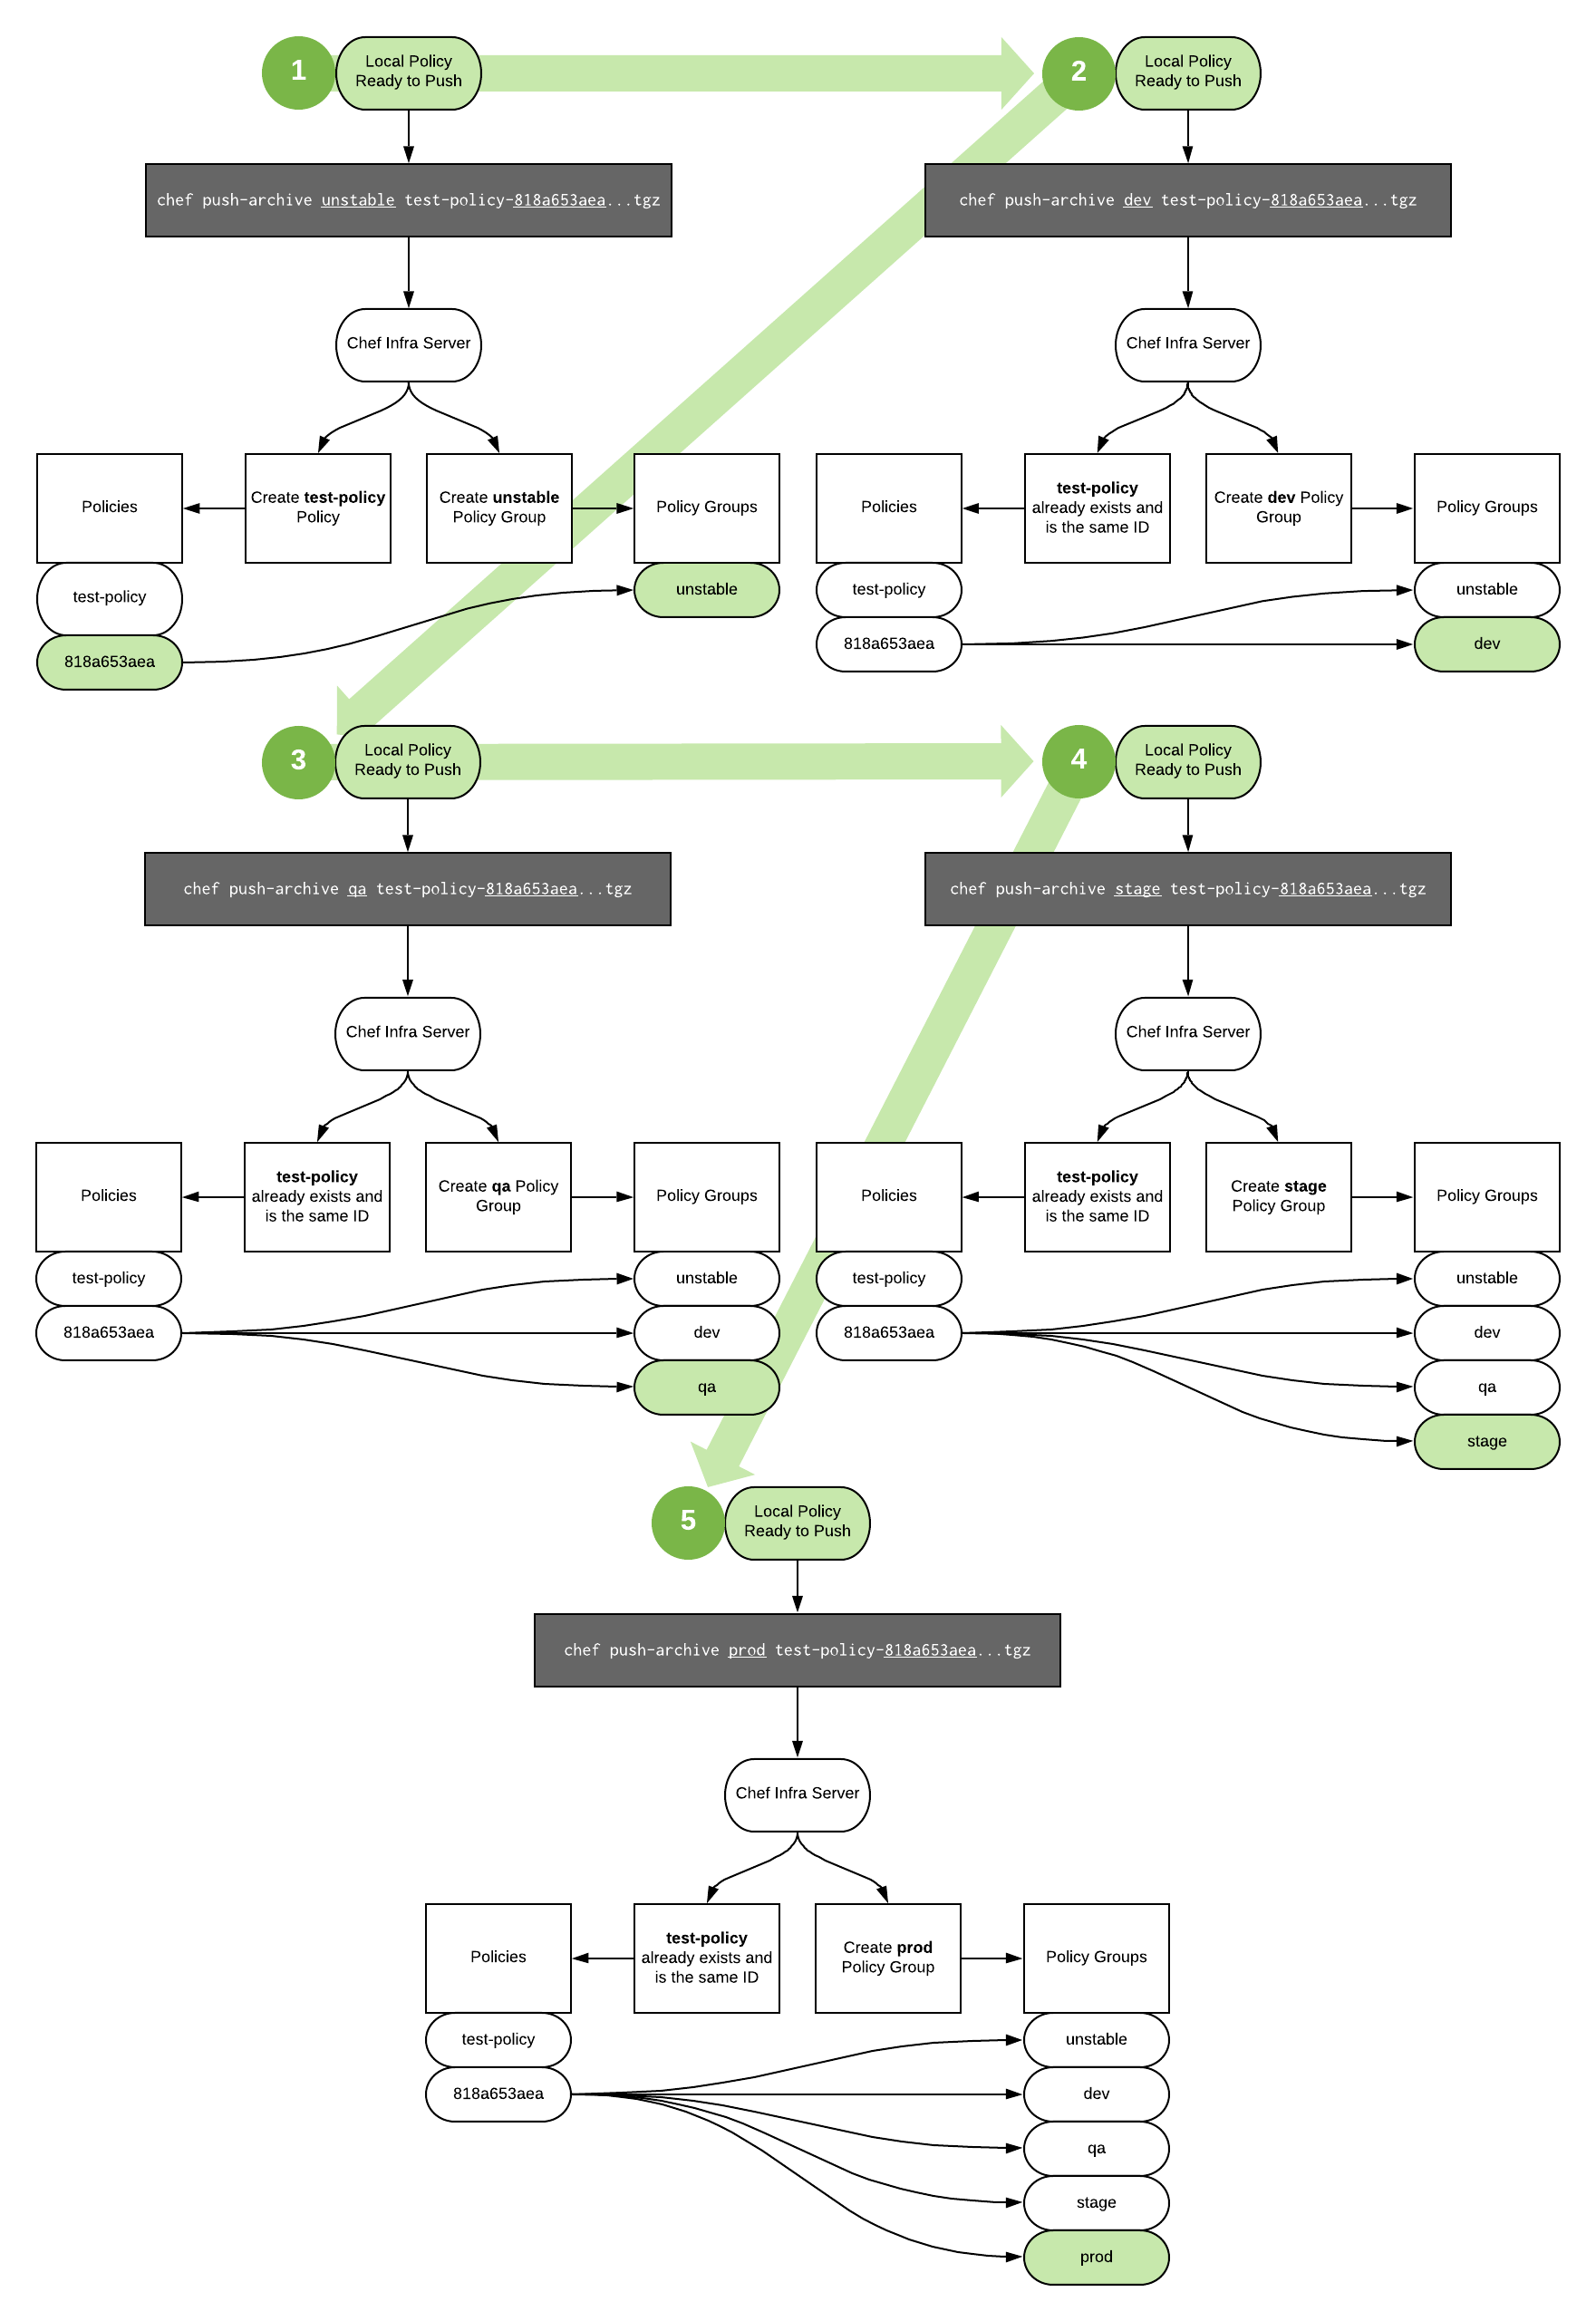 1
Local Policy
Ready to Push
chef push-archive unstable test-policy-818a653aea...tgz
Chef Infra Server
Policies
Create test-policy
Policy
Create unstable
Policy Group
Policy Groups
test-policy
818a653aea
unstable
2
Local Policy
Ready to Push
chef push-archive dev test-policy-818a653aea...tgz
Chef Infra Server
Policies
test-policy
already exists and
is the same ID
Create dev Policy
Group
Policy Groups
test-policy
818a653aea
unstable
dev
3
Local Policy
Ready to Push
chef push-archive qa test-policy-818a653aea...tgz
Chef Infra Server
Policies
test-policy
already exists and
is the same ID
Create qa Policy
Group
Policy Groups
test-policy
818a653aea
unstable
dev
qa
4
Local Policy
Ready to Push
chef push-archive stage test-policy-818a653aea...tgz
Chef Infra Server
Policies
test-policy
already exists and
is the same ID
Create stage
Policy Group
Policy Groups
test-policy
818a653aea
unstable
dev
qa
stage
5
Local Policy
Ready to Push
chef push-archive prod test-policy-818a653aea...tgz
Chef Infra Server
Policies
test-policy
already exists and
is the same ID
Create prod
Policy Group
Policy Groups
test-policy
818a653aea
unstable
dev
qa
stage
prod